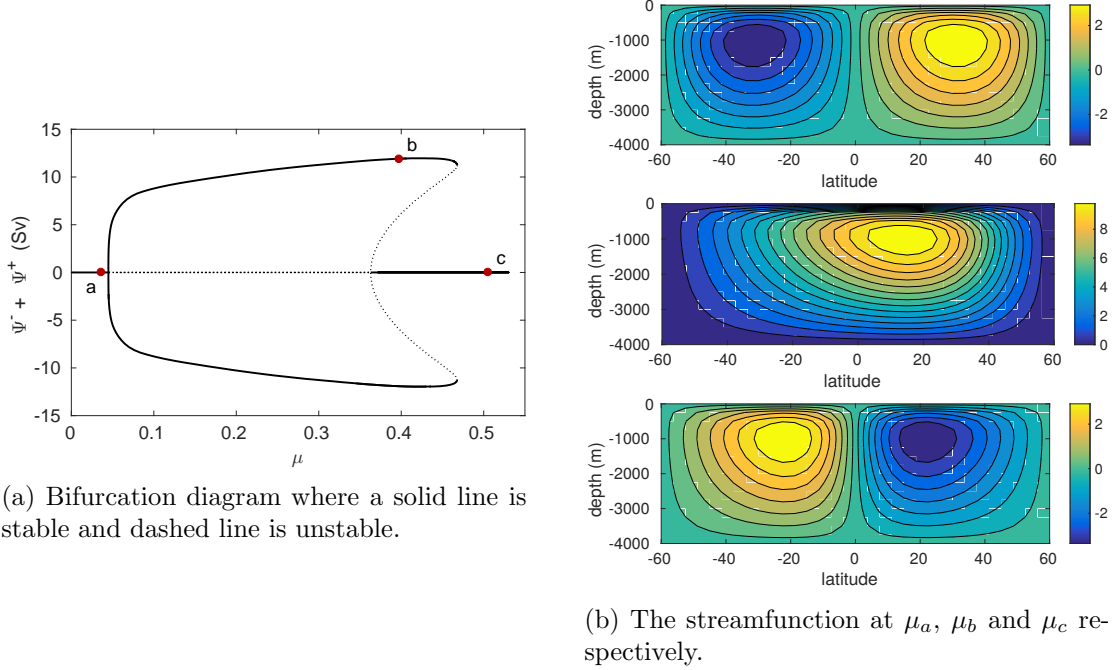 15
10
5
0
-5
-10
-15
Ψ- + Ψ+ (Sv)
0 0.1 0.2 0.3 0.4 0.5
μ
a
b
c
(a) Bifurcation diagram where a solid line is
stable and dashed line is unstable.
0
-1000
-2000
-3000
-4000
depth (m)
-60 -40 -20 0 20 40 60
latitude
2
0
-2
0
-1000
-2000
-3000
-4000
depth (m)
-60 -40 -20 0 20 40 60
latitude
8
6
4
2
0
0
-1000
-2000
-3000
-4000
depth (m)
-60 -40 -20 0 20 40 60
latitude
2
0
-2
(b) The streamfunction at μa, μb and μc re-
spectively.